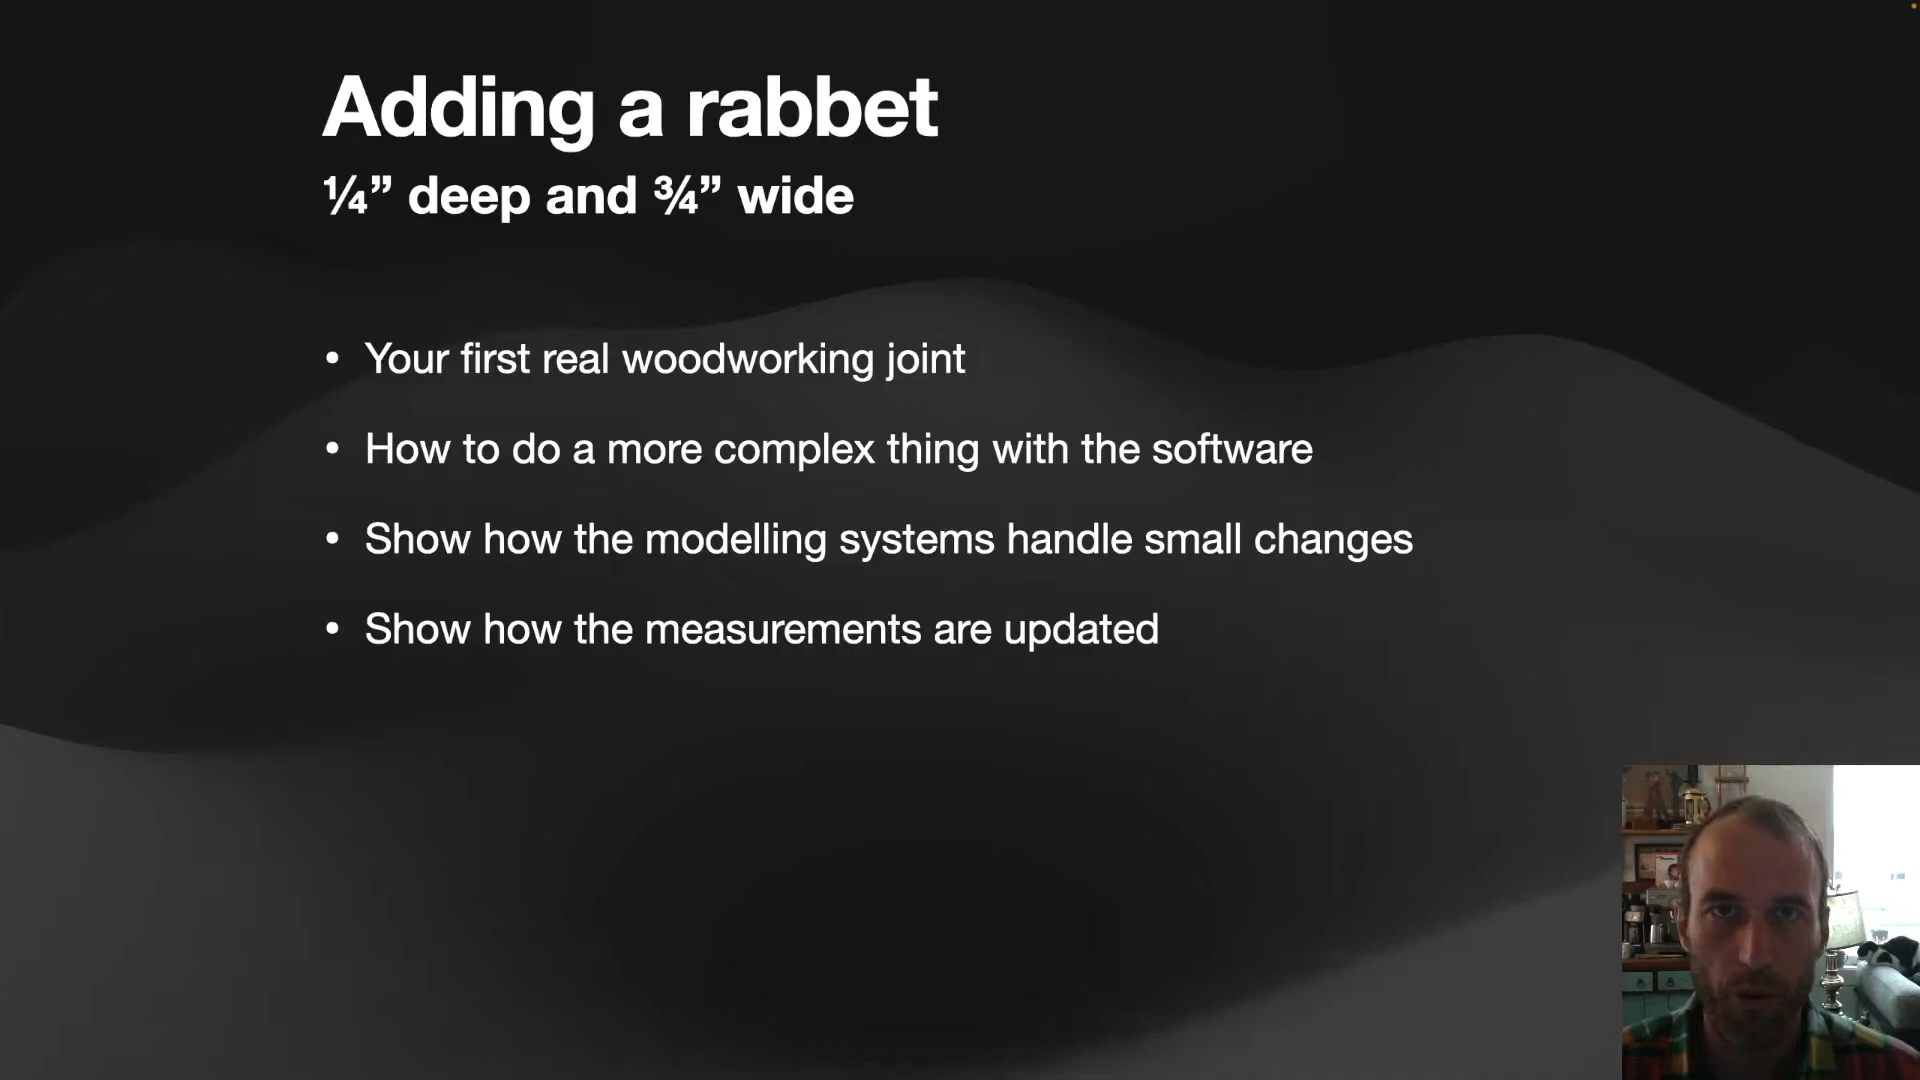 Adding a rabbet
¼” deep and ¾” wide
• Your first real woodworking joint
• How to do a more complex thing with the software
• Show how the modelling systems handle small changes
• Show how the measurements are updated